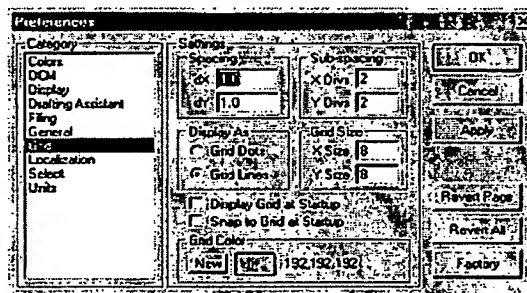 Preferences
Category
Colors
DCM
Display
Drafting Assistant
Filing
General
Grid
Localization
Select
Units
Settings
Spacing
dX 1.0
dY 1.0
Sub-spacing
X Divs 2
Y Divs 2
Display As
Grid Dots
Grid Lines
Grid Size
X Size 8
Y Size 8
Display Grid at Startup
Snap to Grid at Startup
Grid Color
New 192,192,192
OK
Cancel
Apply
Revert Page
Revert All
Factory